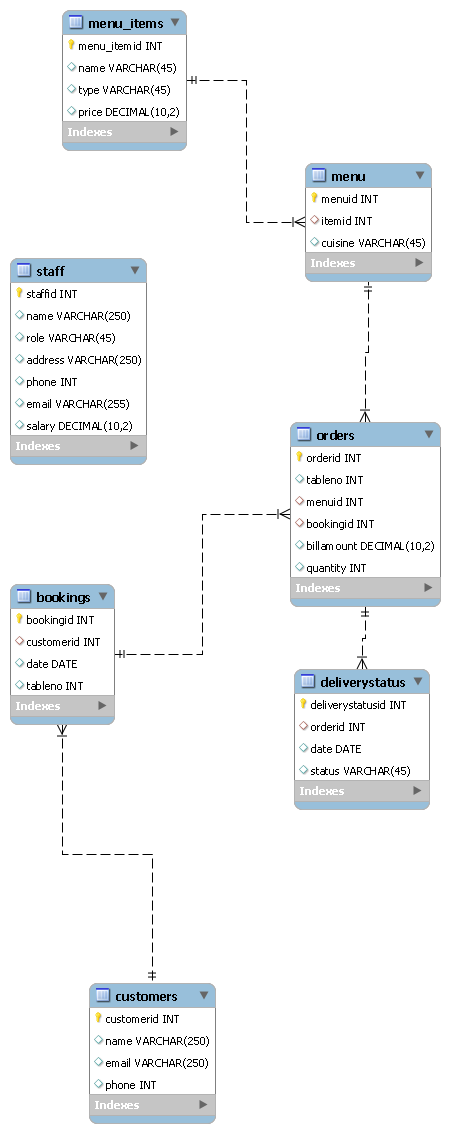 menu_items
menu_itemid INT
name VARCHAR(45)
type VARCHAR(45)
price DECIMAL(10,2)
Indexes
menu
menuid INT
itemid INT
cuisine VARCHAR(45)
Indexes
staff
staffid INT
name VARCHAR(250)
role VARCHAR(45)
address VARCHAR(250)
phone INT
email VARCHAR(255)
salary DECIMAL(10,2)
Indexes
orders
orderid INT
tableno INT
menuid INT
bookingid INT
billamount DECIMAL(10,2)
quantity INT
Indexes
bookings
bookingid INT
customerid INT
date DATE
tableno INT
Indexes
deliverystatus
deliverystatusid INT
orderid INT
date DATE
status VARCHAR(45)
Indexes
customers
customerid INT
name VARCHAR(250)
email VARCHAR(250)
phone INT
Indexes